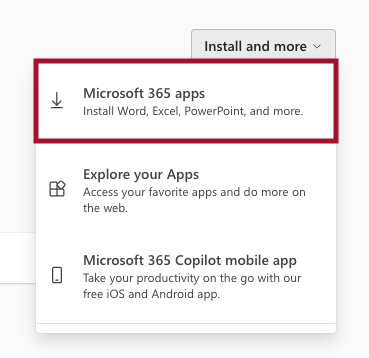 Install and more
Microsoft 365 apps
Install Word, Excel, PowerPoint, and more.
Explore your Apps
Access your favorite apps and do more on
the web.
Microsoft 365 Copilot mobile app
Take your productivity on the go with our
free iOS and Android app.